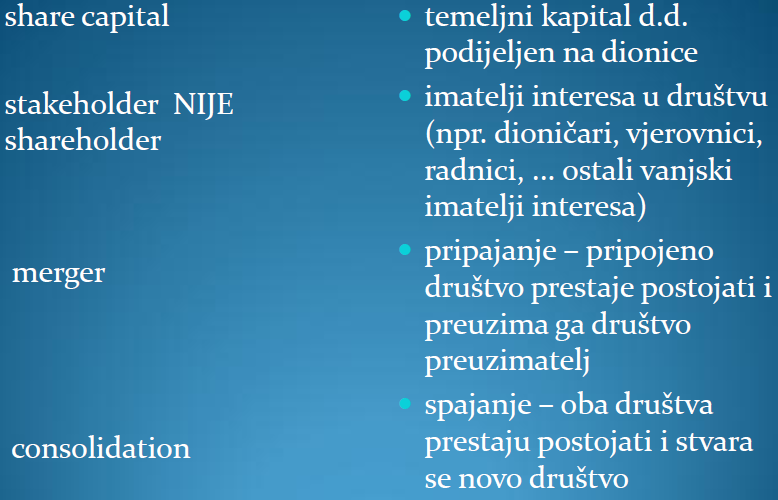 share capital
• temeljni kapital d.d.
podijeljen na dionice
stakeholder NIJE
shareholder
• imatelji interesa u društvu
(npr. dioničari, vjerovnici,
radnici, ... ostali vanjski
imatelji interesa)
merger
• pripajanje – pripojeno
društvo prestaje postojati i
preuzima ga društvo
preuzimatelj
consolidation
• spajanje – oba društva
prestaju postojati i stvara
se novo društvo